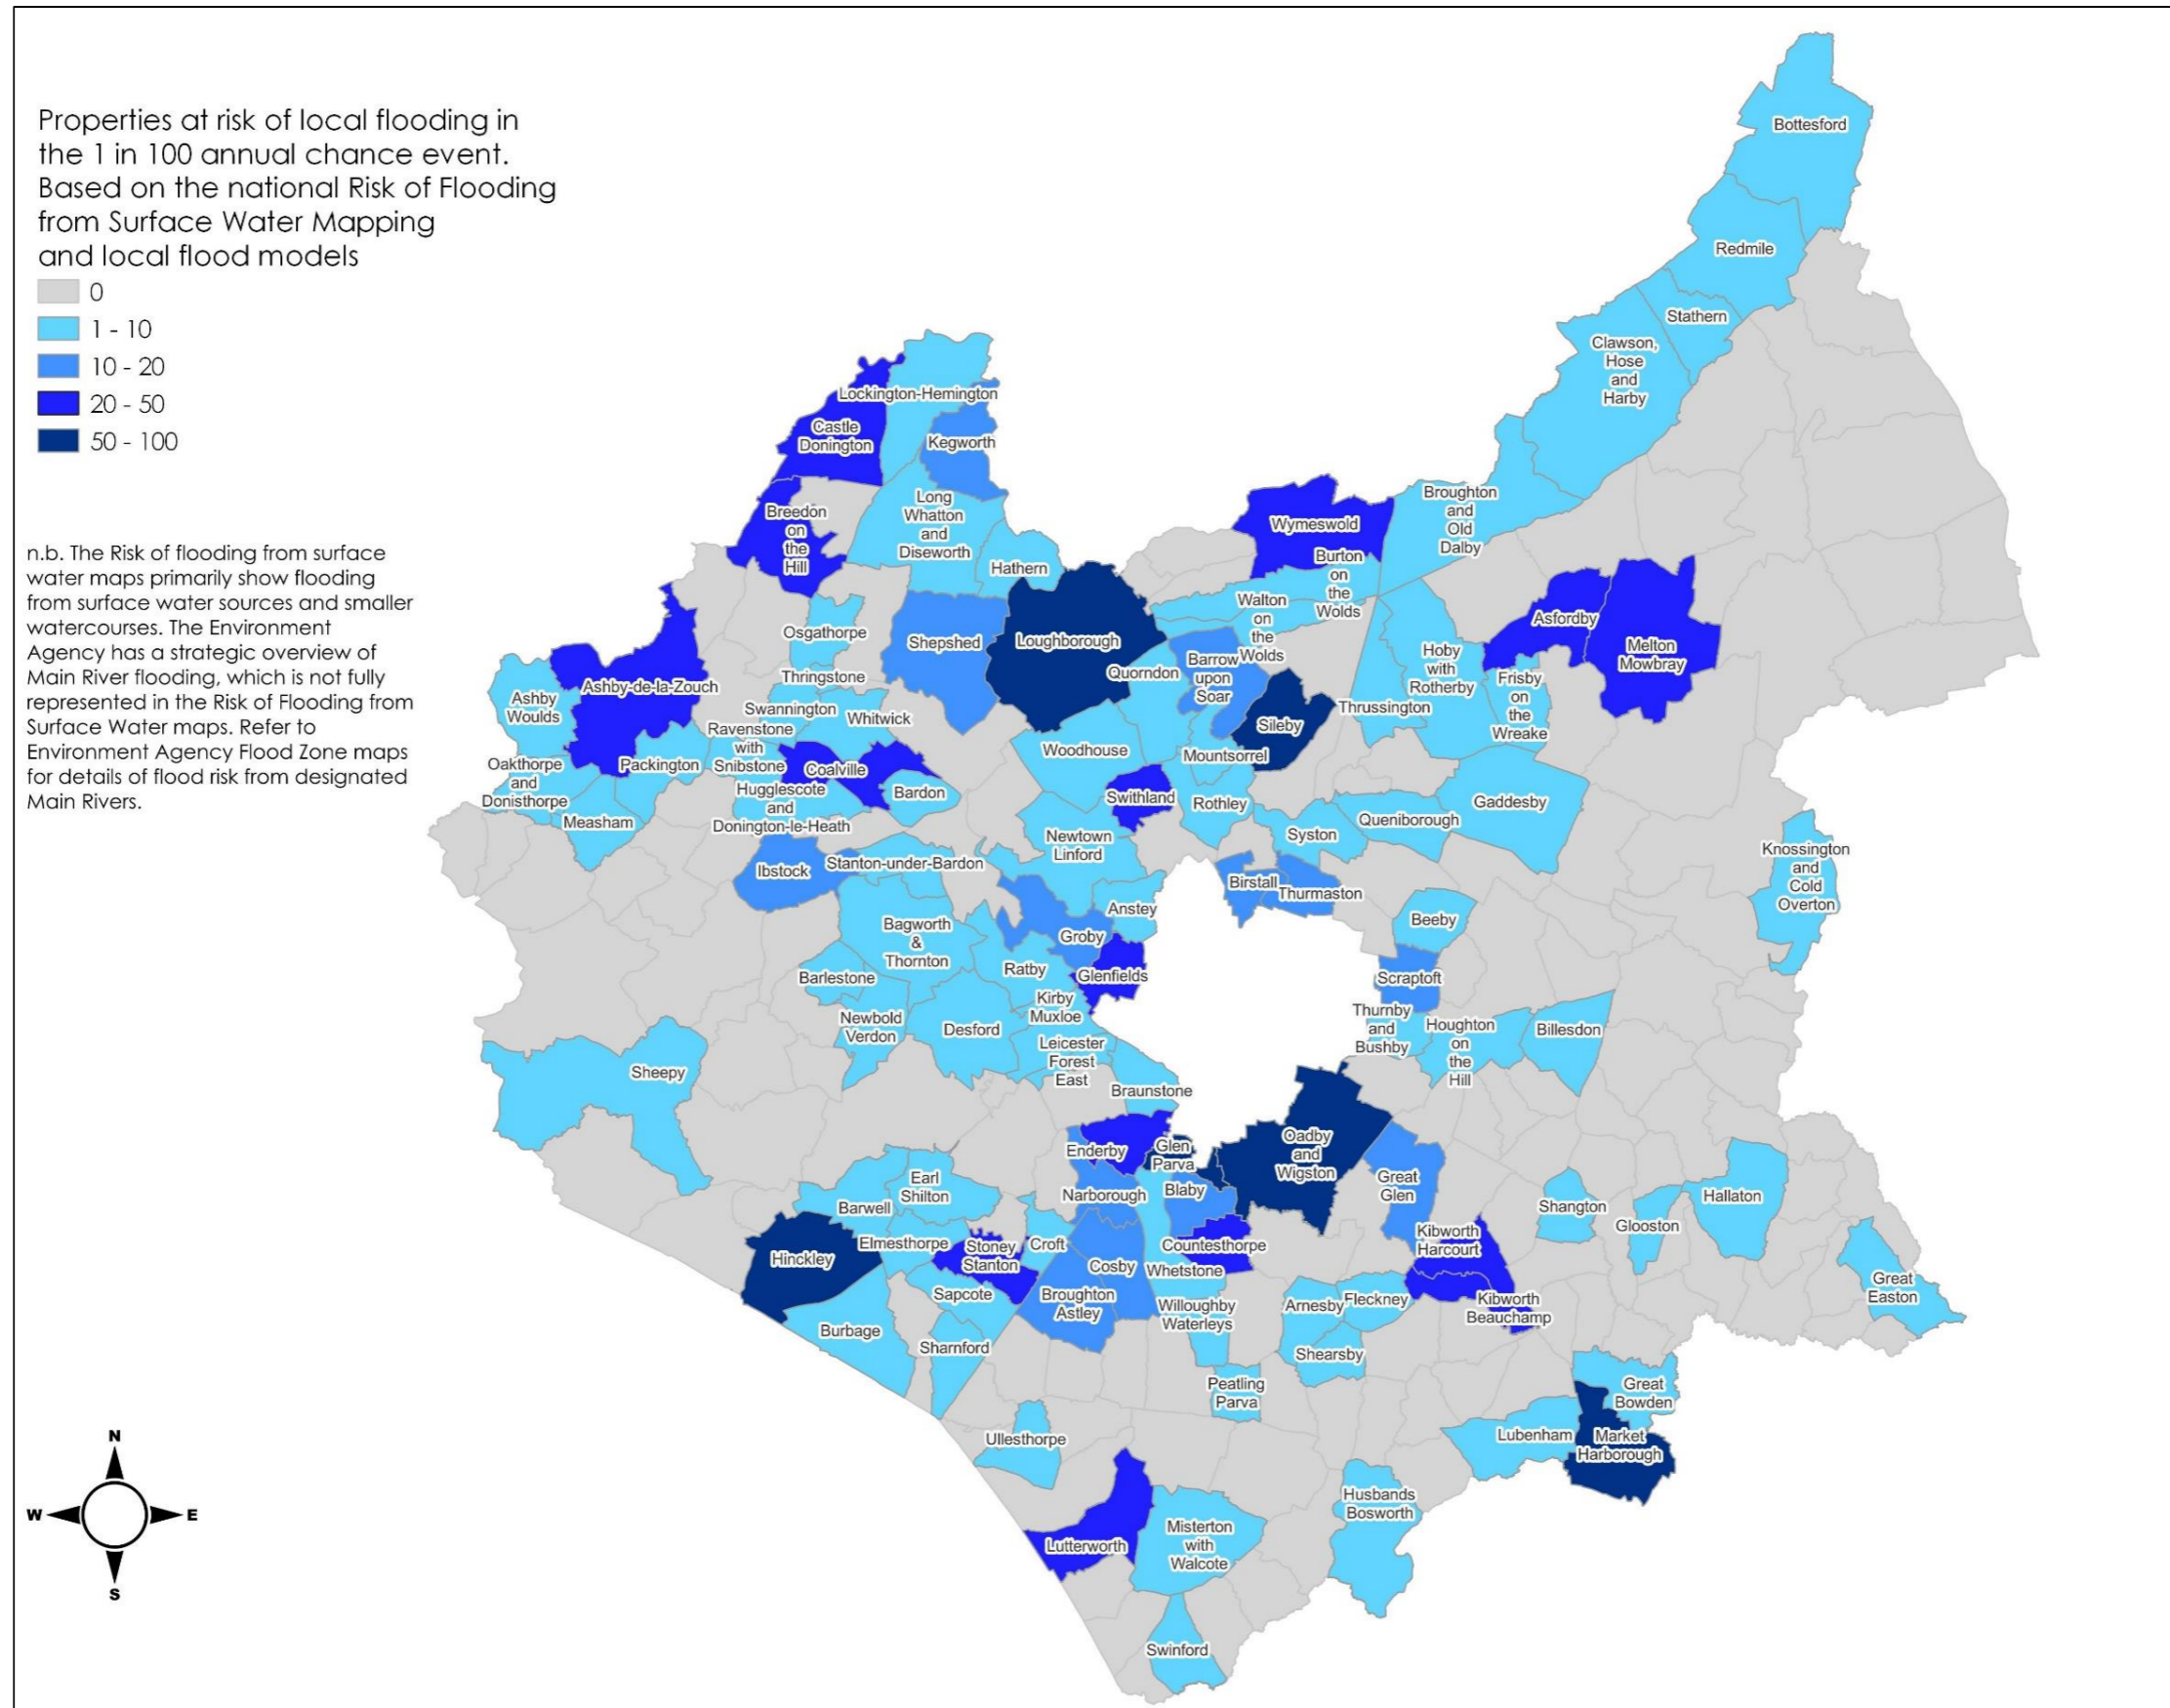 Properties at risk of local flooding in
the 1 in 100 annual chance event.
Based on the national Risk of Flooding
from Surface Water Mapping
and local flood models
0
1 - 10
10 - 20
20 - 50
50 - 100
n.b. The Risk of flooding from surface
water maps primarily show flooding
from surface water sources and smaller
watercourses. The Environment
Agency has a strategic overview of
Main River flooding, which is not fully
represented in the Risk of Flooding from
Surface Water maps. Refer to
Environment Agency Flood Zone maps
for details of flood risk from designated
Main Rivers.
N
W
E
S
Bottesford
Redmile
Stathern
Clawson,
Hose
and
Harby
Lockington-Hemington
Castle
Donington
Kegworth
Long
Whatton
and
Diseworth
Breedon
on
the
Hill
Hathern
Wymeswold
Broughton
and
Old
Dalby
Burton
on
the
Wolds
Walton
on
the
Wolds
Osgathorpe
Shepshed
Loughborough
Asfordby
Melton
Mowbray
Hoby
with
Rotherby
Frisby
on
the
Wreake
Thrussington
Barrow
upon
Soar
Quorndon
Sileby
Thringstone
Ashby-de-la-Zouch
Ashby
Woulds
Swannington
Whitwick
Ravenstone
with
Snibstone
Woodhouse
Mountsorrel
Oakthorpe
and
Donisthorpe
Packington
Coalville
Bardon
Hugglescote
and
Donington-le-Heath
Measham
Swithland
Rothley
Gaddesby
Queniborough
Syston
Newtown
Linford
Knossington
and
Cold
Overton
Ibstock
Stanton-under-Bardon
Birstall
Thurmaston
Anstey
Beeby
Bagworth
&
Thornton
Groby
Ratby
Glenfields
Barlestone
Scraptoft
Kirby
Muxloe
Newbold
Verdon
Desford
Thurnby
and
Bushby
Houghton
on
the
Hill
Billesdon
Leicester
Forest
East
Sheepy
Braunstone
Enderby
Glen
Parva
Oadby
and
Wigston
Great
Glen
Earl
Shilton
Narborough
Blaby
Barwell
Shangton
Hallaton
Glooston
Elmesthorpe
Stoney
Stanton
Croft
Countesthorpe
Kibworth
Harcourt
Hinckley
Cosby
Whetstone
Great
Easton
Sapcote
Broughton
Astley
Willoughby
Waterleys
Arnesby
Fleckney
Kibworth
Beauchamp
Burbage
Sharnford
Shearsby
Peatling
Parva
Great
Bowden
Ullesthorpe
Lubenham
Market
Harborough
Husbands
Bosworth
Lutterworth
Misterton
with
Walcote
Swinford